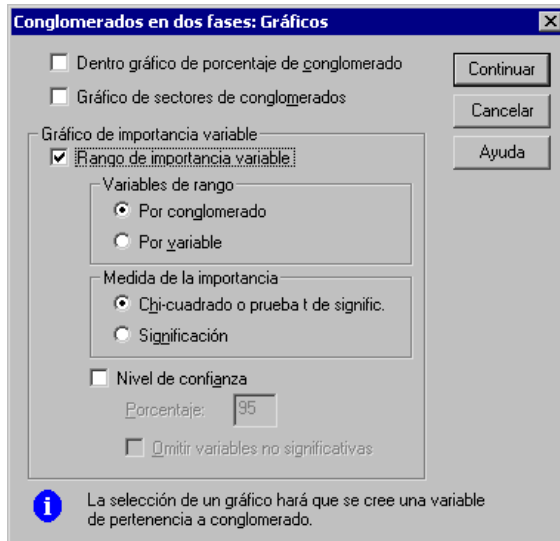 Conglomerados en dos fases: Gráficos
Dentro gráfico de porcentaje de conglomerado
Gráfico de sectores de conglomerados
Continuar
Cancelar
Ayuda
Gráfico de importancia variable
Rango de importancia variable
Variables de rango
Por conglomerado
Por variable
Medida de la importancia
Chi-cuadrado o prueba t de signific.
Significación
Nivel de confianza
Porcentaje: 95
Omitir variables no significativas
La selección de un gráfico hará que se cree una variable
de pertenencia a conglomerado.